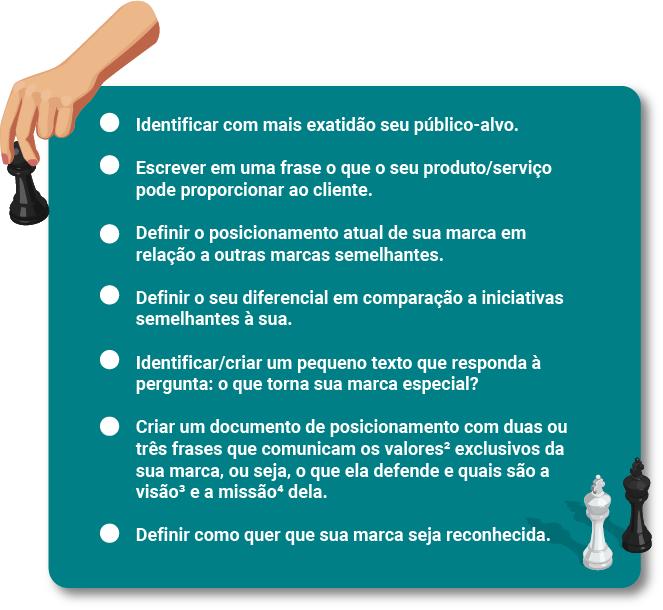 Identificar com mais exatidão seu público-alvo.
Escrever em uma frase o que o seu produto/serviço
pode proporcionar ao cliente.
Definir o posicionamento atual de sua marca em
relação a outras marcas semelhantes.
Definir o seu diferencial em comparação a iniciativas
semelhantes à sua.
Identificar/criar um pequeno texto que responda à
pergunta: o que torna sua marca especial?
Criar um documento de posicionamento com duas ou
três frases que comunicam os valores² exclusivos da
sua marca, ou seja, o que ela defende e quais são a
visão³ e a missão⁴ dela.
Definir como quer que sua marca seja reconhecida.